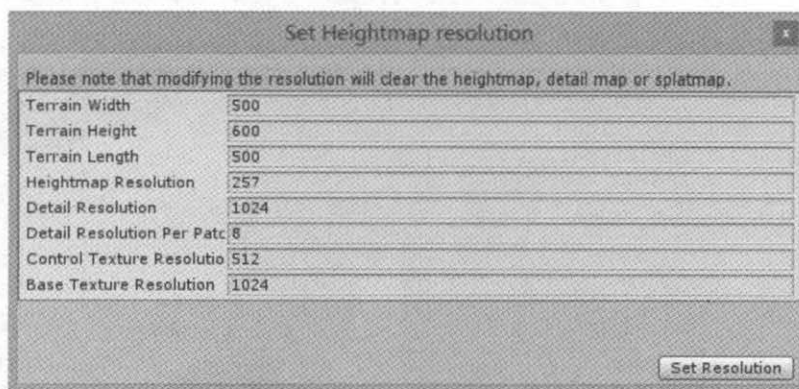 Set Heightmap resolution
x
Please note that modifying the resolution will clear the heightmap, detail map or splatmap.
Terrain Width 500
Terrain Height 600
Terrain Length 500
Heightmap Resolution 257
Detail Resolution 1024
Detail Resolution Per Patc 8
Control Texture Resolutio 512
Base Texture Resolution 1024
Set Resolution